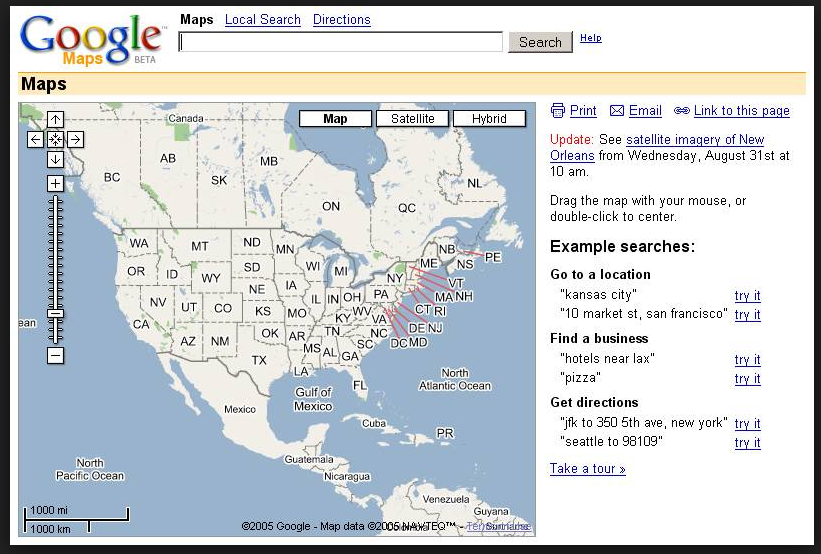 Google™
Maps BETA
Maps Local Search Directions
Search Help
Maps
Map Satellite Hybrid
Canada
BC AB SK MB ON QC NL
NB PE NS
WA MT ND MN ME VT
OR ID WY SD WI MI NY MA NH
NV UT CO NE IA IL IN OH PA CT RI
CA KS MO KY WV VA DE NJ
AZ NM OK AR TN SC DC MD
TX MS AL GA
LA FL
North
Atlantic Ocean
Gulf of
Mexico
Mexico
Cuba
PR
Guatemala
Nicaragua
North
Pacific Ocean
ean
Venezuela
Guyana
1000 mi
1000 km
©2005 Google - Map data ©2005 NAVTEQ™ -
Print Email Link to this page
Update: See satellite imagery of New
Orleans from Wednesday, August 31st at
10 am.
Drag the map with your mouse, or
double-click to center.
Example searches:
Go to a location
"kansas city" try it
"10 market st, san francisco" try it
Find a business
"hotels near lax" try it
"pizza" try it
Get directions
"jfk to 350 5th ave, new york" try it
"seattle to 98109" try it
Take a tour »